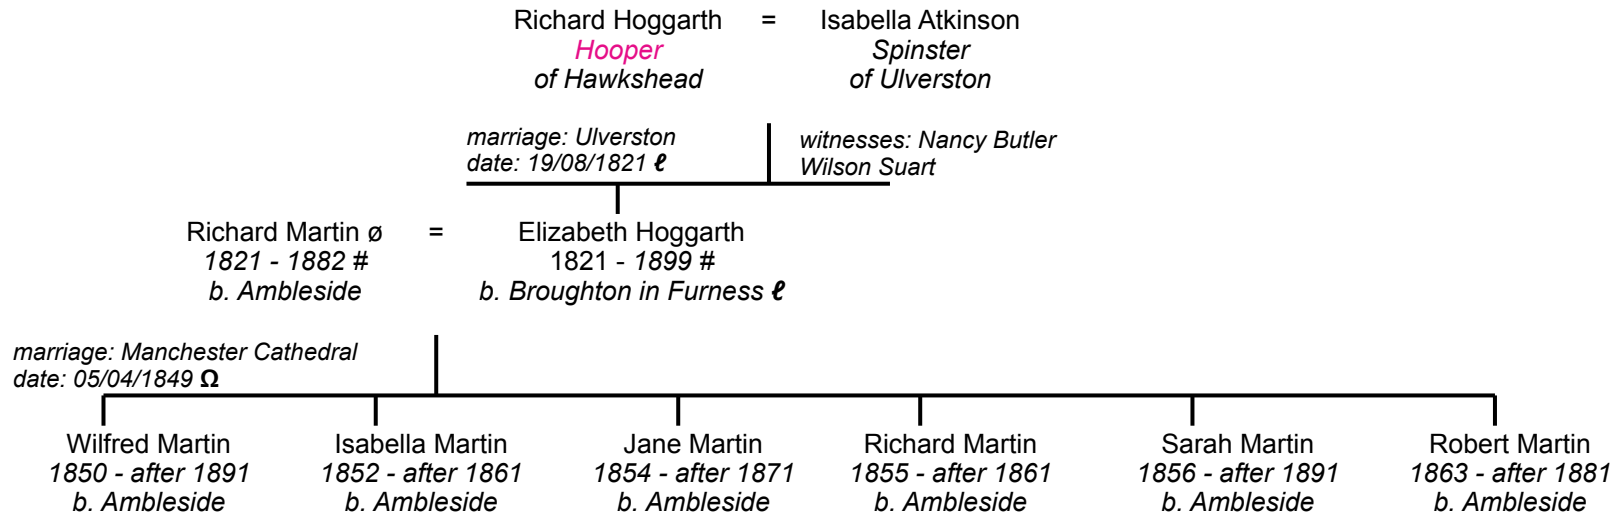 Richard Hoggarth = Isabella Atkinson
Hooper Spinster
of Hawkshead of Ulverston
marriage: Ulverston witnesses: Nancy Butler
date: 19/08/1821 ℓ Wilson Suart
Richard Martin ø = Elizabeth Hoggarth
1821 - 1882 # 1821 - 1899 #
b. Ambleside b. Broughton in Furness ℓ
marriage: Manchester Cathedral
date: 05/04/1849 Ω
Wilfred Martin Isabella Martin Jane Martin Richard Martin Sarah Martin Robert Martin
1850 - after 1891 1852 - after 1861 1854 - after 1871 1855 - after 1861 1856 - after 1891 1863 - after 1881
b. Ambleside b. Ambleside b. Ambleside b. Ambleside b. Ambleside b. Ambleside